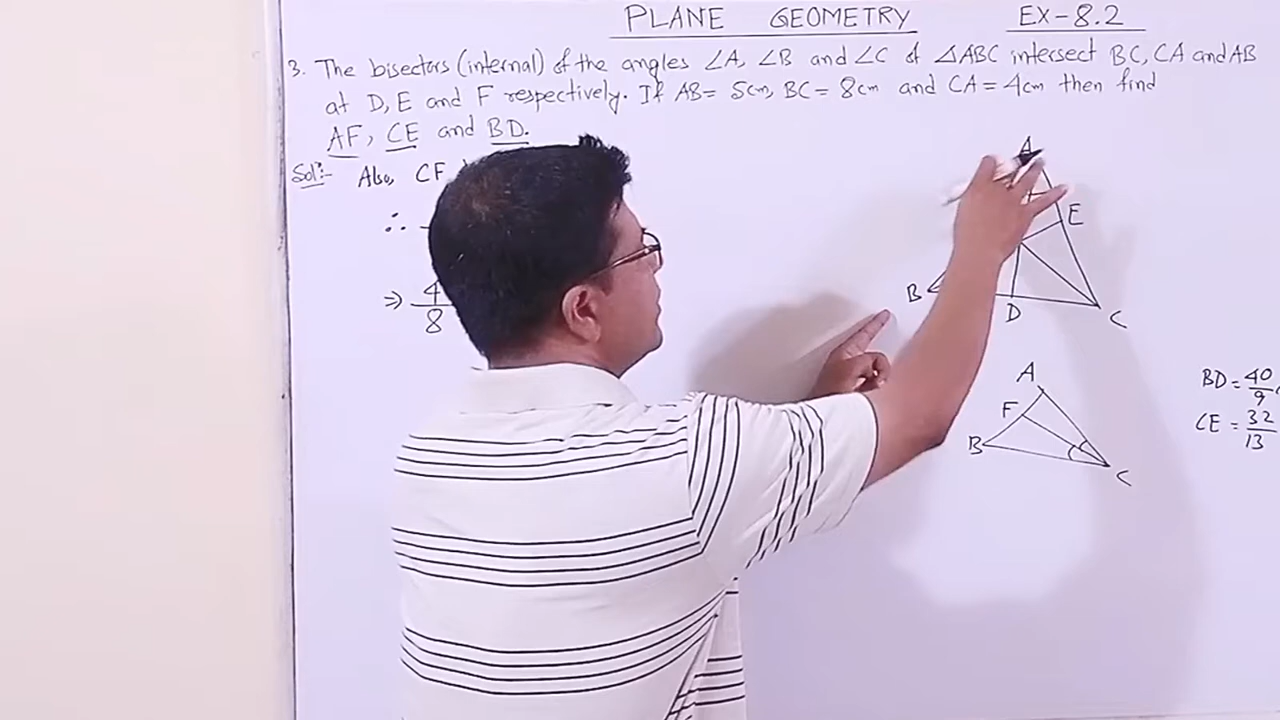 PLANE GEOMETRY EX-8.2
3. The bisectors (internal) of the angles ∠A, ∠B and ∠C of △ABC intersect BC, CA and AB
at D, E and F respectively. If AB = 5cm, BC = 8cm and CA = 4cm then find
AF, CE and BD.
Sol:- Also, CF
∴
⇒ 4/8
A
E
B
D
C
A
F
B
C
BD = 40/9
CE = 32/13